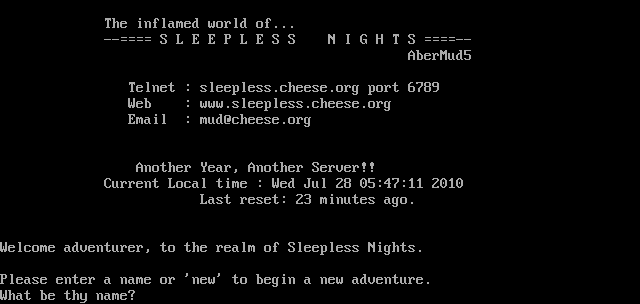 The inflamed world of...
--==== S L E E P L E S S   N I G H T S ====--
AberMud5
Telnet : sleepless.cheese.org port 6789
Web : www.sleepless.cheese.org
Email : mud@cheese.org
Another Year, Another Server!!
Current Local time : Wed Jul 28 05:47:11 2010
Last reset: 23 minutes ago.
Welcome adventurer, to the realm of Sleepless Nights.
Please enter a name or 'new' to begin a new adventure.
What be thy name?